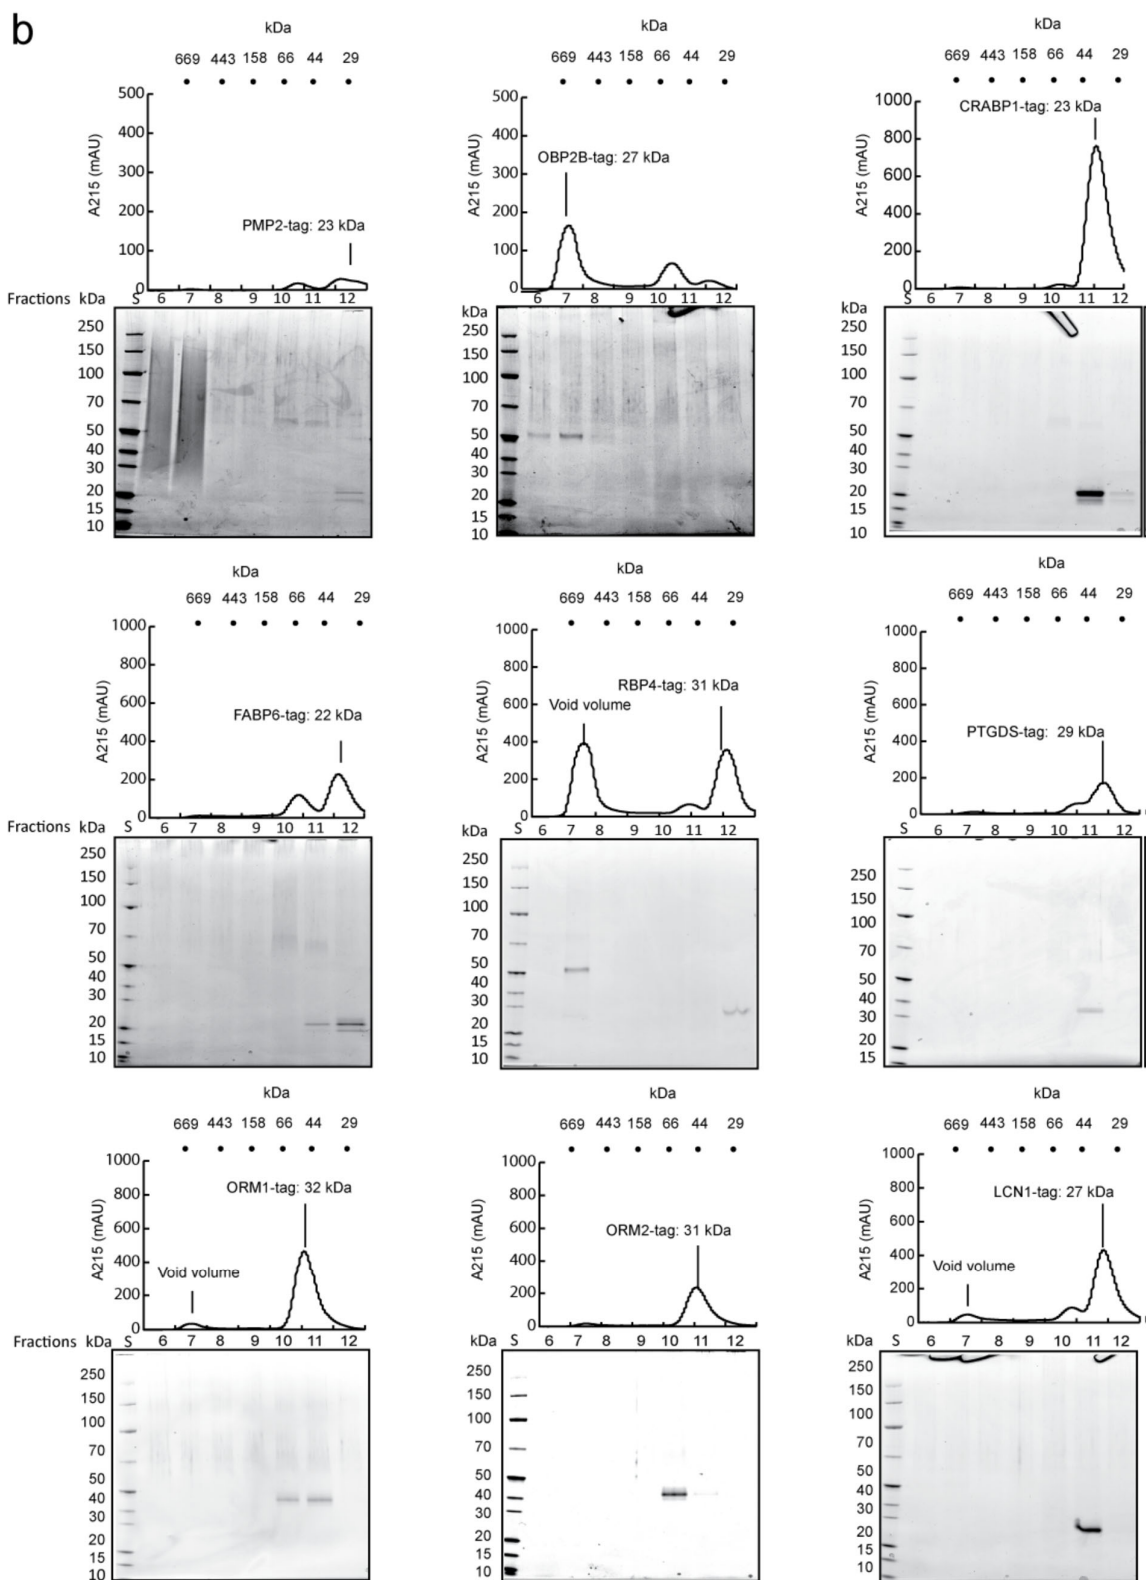 b
kDa
669 443 158 66 44 29
500
400
300
200
100
0
A215 (mAU)
PMP2-tag: 23 kDa
Fractions kDa S 6 7 8 9 10 11 12
250
150
100
70
50
40
30
20
15
10
kDa
669 443 158 66 44 29
500
400
300
200
100
0
A215 (mAU)
OBP2B-tag: 27 kDa
6 7 8 9 10 11 12
kDa
250
150
100
70
50
40
30
20
15
10
kDa
669 443 158 66 44 29
1000
800
600
400
200
0
A215 (mAU)
CRABP1-tag: 23 kDa
S 6 7 8 9 10 11 12
kDa
250
150
100
70
50
40
30
20
15
10
kDa
669 443 158 66 44 29
1000
800
600
400
200
0
A215 (mAU)
FABP6-tag: 22 kDa
Fractions kDa S 6 7 8 9 10 11 12
250
150
100
70
50
40
30
20
15
10
kDa
669 443 158 66 44 29
1000
800
600
400
200
0
A215 (mAU)
RBP4-tag: 31 kDa
Void volume
kDa S 6 7 8 9 10 11 12
250
150
100
70
50
40
30
20
15
10
kDa
669 443 158 66 44 29
1000
800
600
400
200
0
A215 (mAU)
PTGDS-tag: 29 kDa
kDa S 6 7 8 9 10 11 12
250
150
100
70
50
40
30
20
15
kDa
669 443 158 66 44 29
1000
800
600
400
200
0
A215 (mAU)
ORM1-tag: 32 kDa
Void volume
Fractions kDa S 6 7 8 9 10 11 12
250
150
100
70
50
40
30
20
15
10
kDa
669 443 158 66 44 29
1000
800
600
400
200
0
A215 (mAU)
ORM2-tag: 31 kDa
kDa S 6 7 8 9 10 11 12
250
150
100
70
50
40
30
20
15
10
kDa
669 443 158 66 44 29
1000
800
600
400
200
0
A215 (mAU)
LCN1-tag: 27 kDa
Void volume
kDa S 6 7 8 9 10 11 12
250
150
100
70
50
40
30
20
15
10